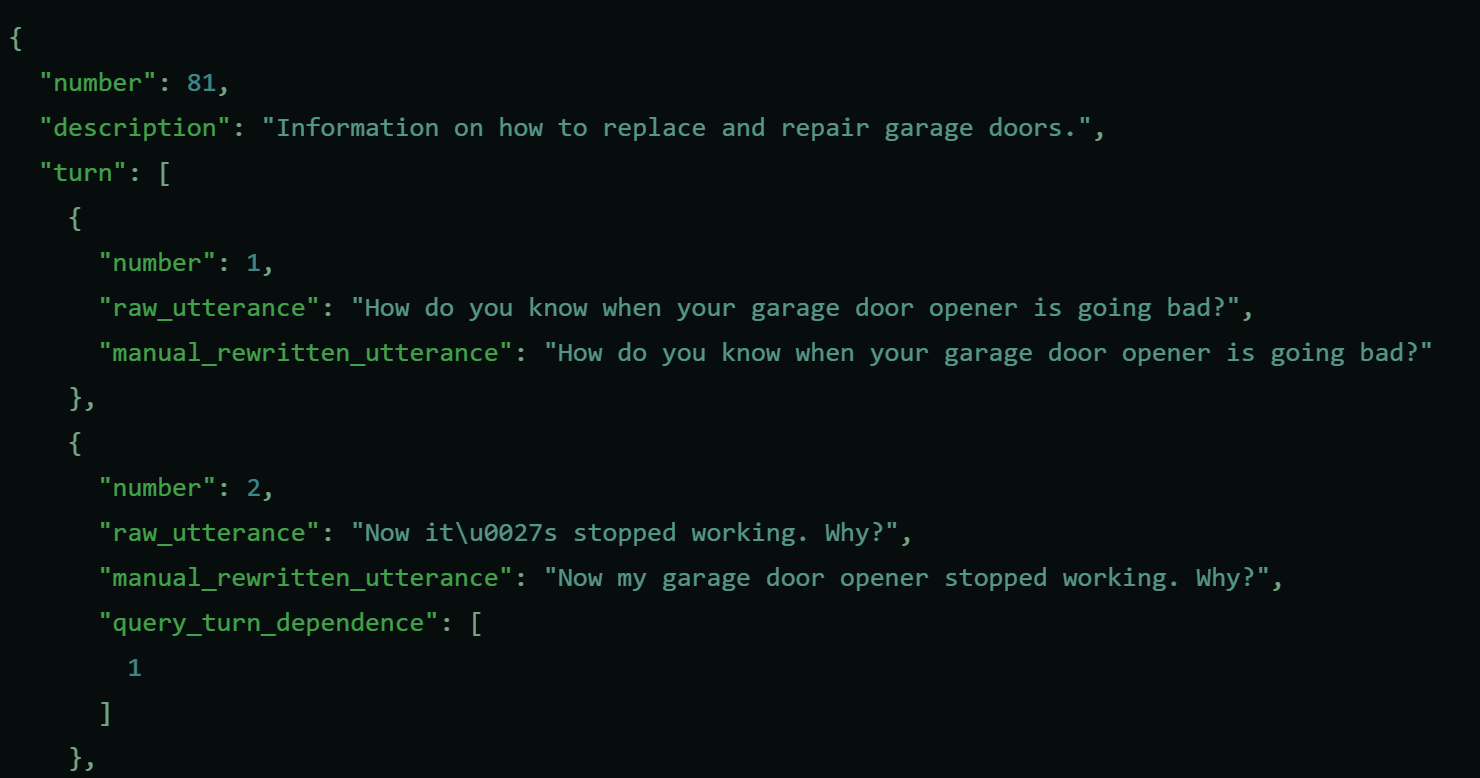 {
"number": 81,
"description": "Information on how to replace and repair garage doors.",
"turn": [
{
"number": 1,
"raw_utterance": "How do you know when your garage door opener is going bad?",
"manual_rewritten_utterance": "How do you know when your garage door opener is going bad?"
},
{
"number": 2,
"raw_utterance": "Now it\u0027s stopped working. Why?",
"manual_rewritten_utterance": "Now my garage door opener stopped working. Why?",
"query_turn_dependence": [
1
]
},